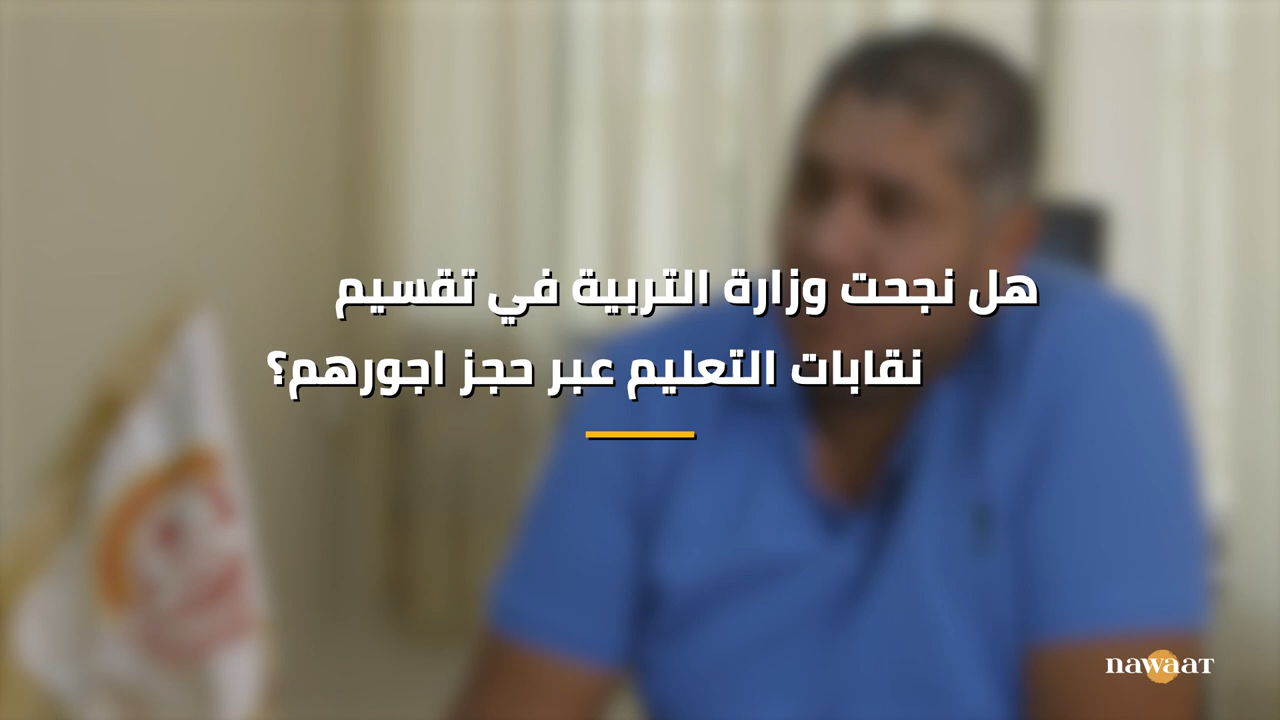 هل نجحت وزارة التربية في تقسيم
نقابات التعليم عبر حجز اجورهم؟
nawaat